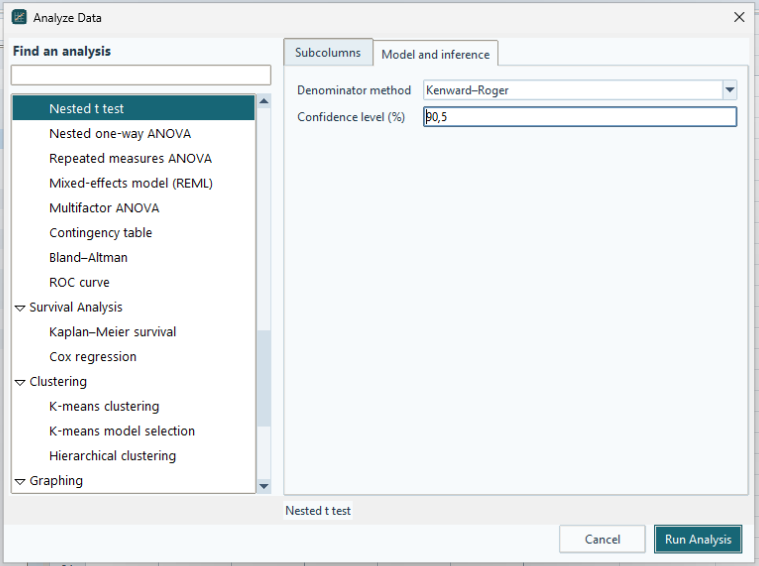 Analyze Data
Find an analysis
Nested t test
Nested one-way ANOVA
Repeated measures ANOVA
Mixed-effects model (REML)
Multifactor ANOVA
Contingency table
Bland–Altman
ROC curve
Survival Analysis
Kaplan–Meier survival
Cox regression
Clustering
K-means clustering
K-means model selection
Hierarchical clustering
Graphing
Subcolumns
Model and inference
Denominator method
Kenward–Roger
Confidence level (%)
90,5
Nested t test
Cancel
Run Analysis